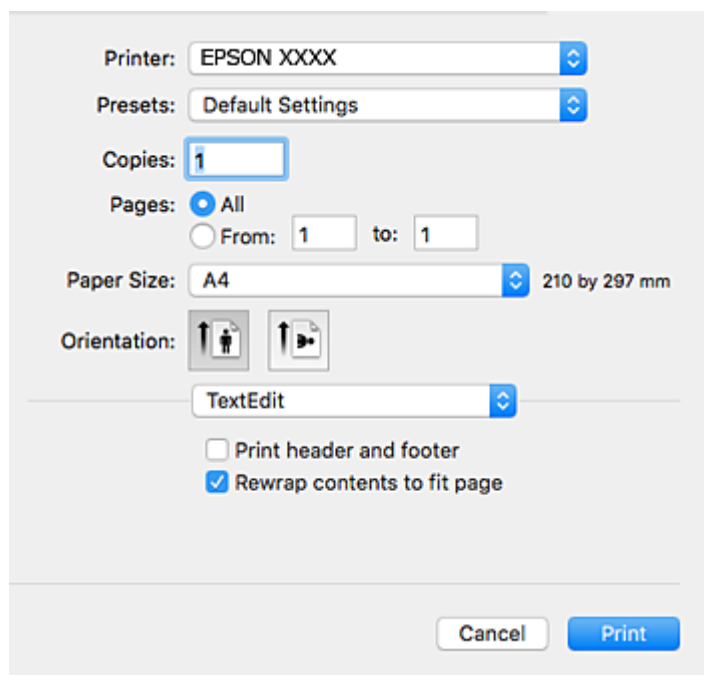 Printer: EPSON XXXX
Presets: Default Settings
Copies: 1
Pages: All
From: 1 to: 1
Paper Size: A4 210 by 297 mm
Orientation:
TextEdit
Print header and footer
Rewrap contents to fit page
Cancel Print